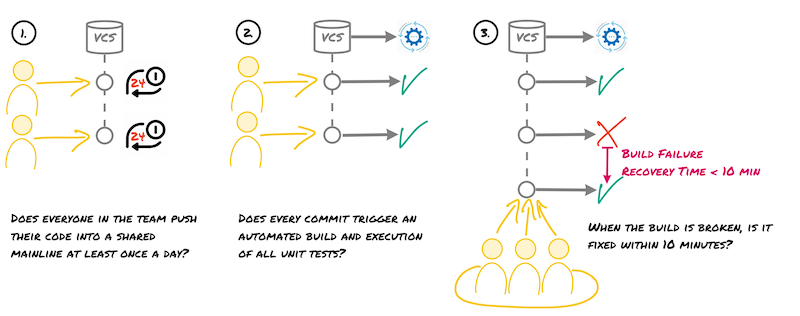 1.
VCS
24
1
24
1
Does everyone in the team push
their code into a shared
mainline at least once a day?
2.
VCS
Does every commit trigger an
automated build and execution
of all unit tests?
3.
VCS
Build Failure
Recovery Time < 10 min
When the build is broken, is it
fixed within 10 minutes?